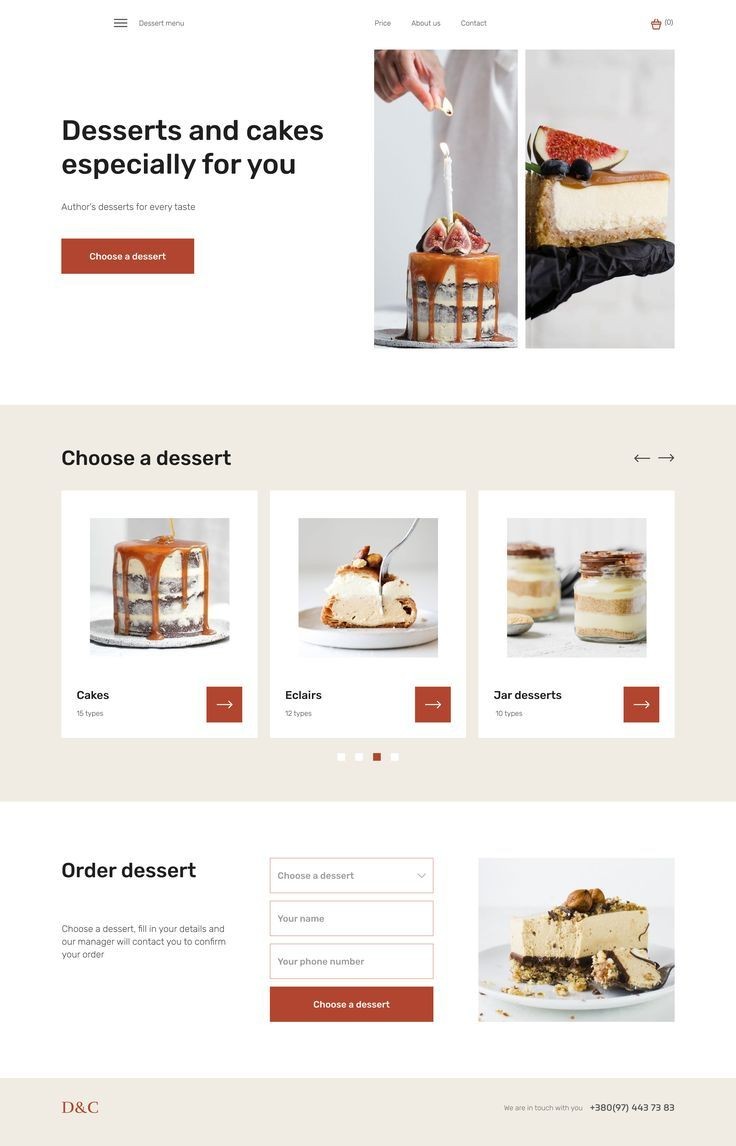 Dessert menu
Price
About us
Contact
(0)
Desserts and cakes
especially for you
Author's desserts for every taste
Choose a dessert
Choose a dessert
Cakes
15 types
Eclairs
12 types
Jar desserts
10 types
Order dessert
Choose a dessert, fill in your details and
our manager will contact you to confirm
your order
Choose a dessert
Your name
Your phone number
Choose a dessert
D&C
We are in touch with you
+380(97) 443 73 83